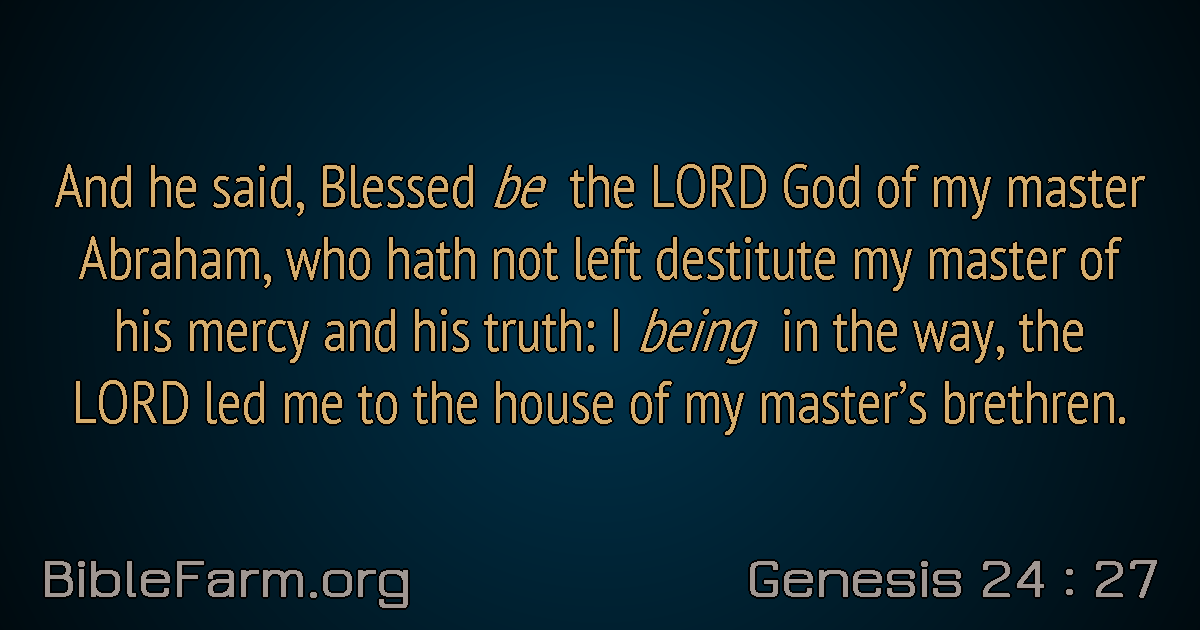 And he said, Blessed be the LORD God of my master
Abraham, who hath not left destitute my master of
his mercy and his truth: I being in the way, the
LORD led me to the house of my master’s brethren.
BibleFarm.org
Genesis 24 : 27